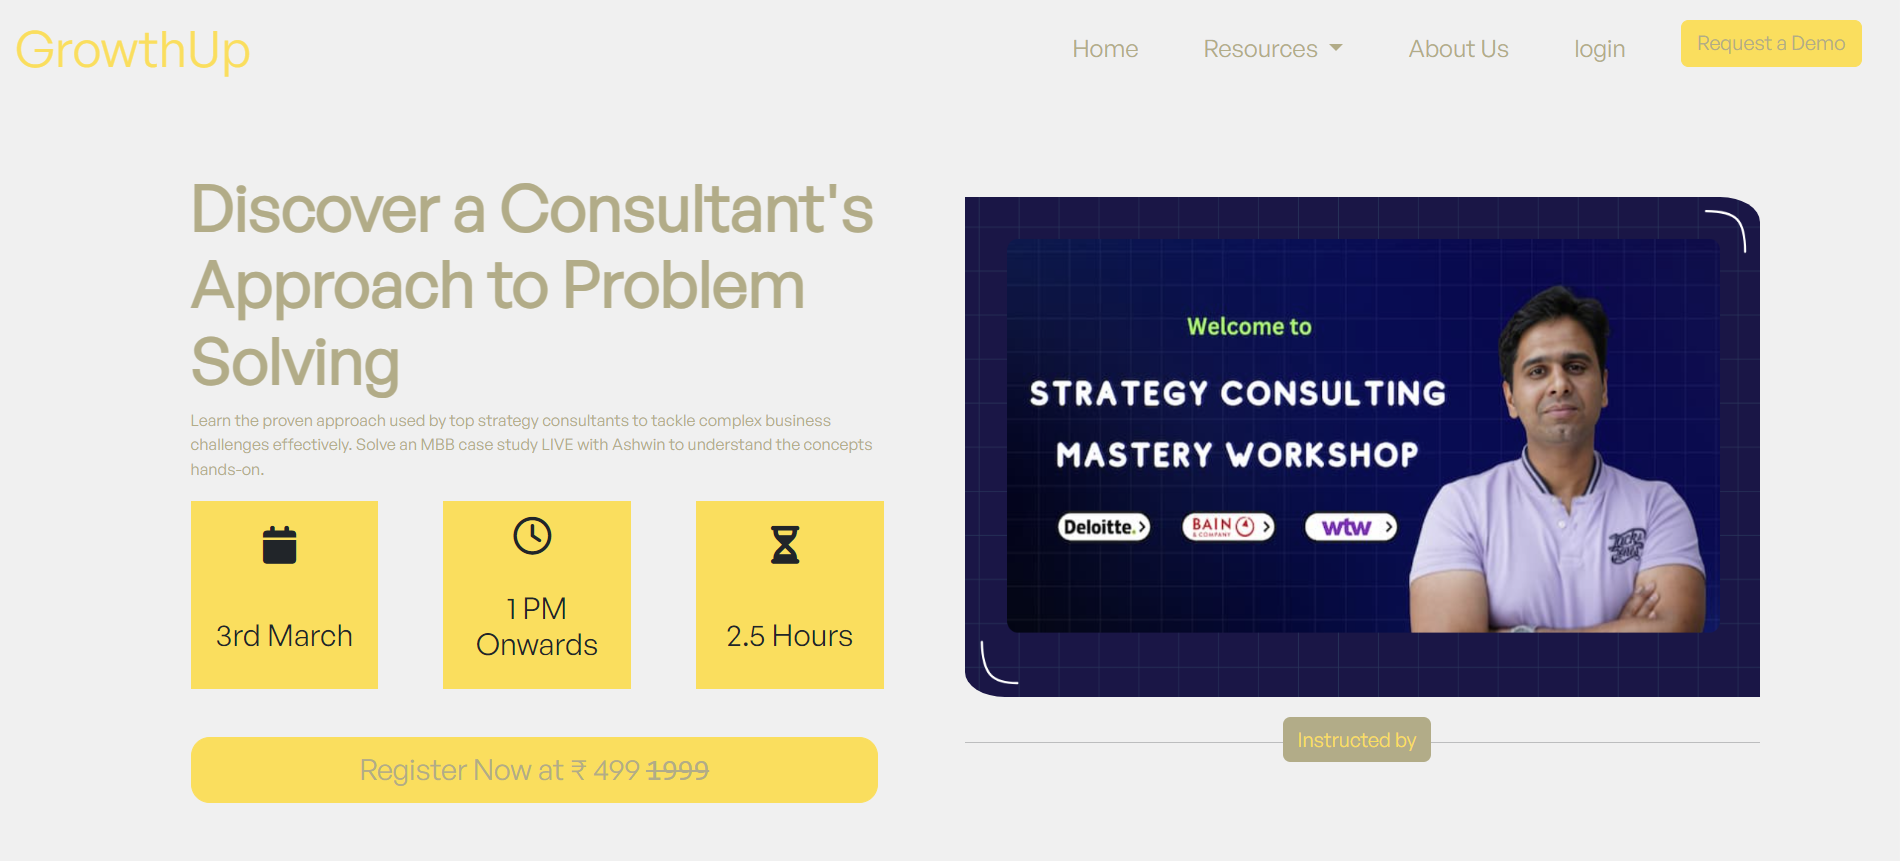 GrowthUp
Home
Resources
About Us
login
Request a Demo
Discover a Consultant's
Approach to Problem
Solving
Learn the proven approach used by top strategy consultants to tackle complex business
challenges effectively. Solve an MBB case study LIVE with Ashwin to understand the concepts
hands-on.
3rd March
1 PM
Onwards
2.5 Hours
Register Now at ₹ 499 1999
Welcome to
STRATEGY CONSULTING
MASTERY WORKSHOP
Deloitte.
BAIN
& COMPANY
wtw
Jack &
Jones
Instructed by